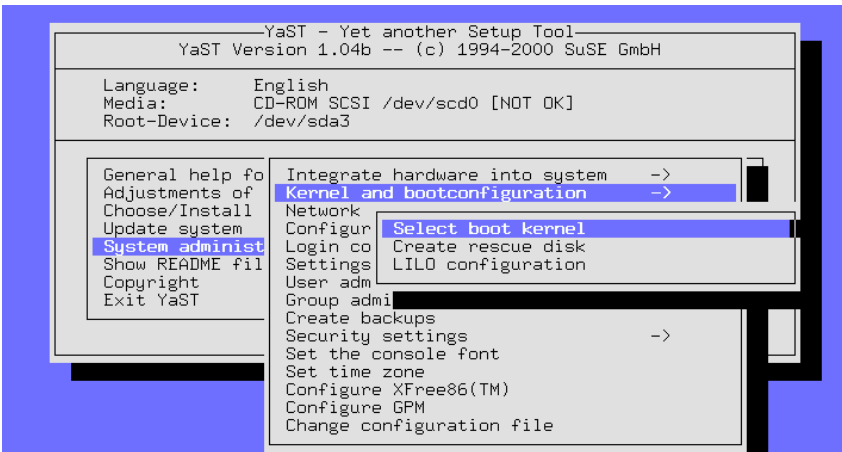 YaST - Yet another Setup Tool
YaST Version 1.04b -- (c) 1994-2000 SuSE GmbH
Language: English
Media: CD-ROM SCSI /dev/scd0 [NOT OK]
Root-Device: /dev/sda3
General help fo
Adjustments of
Choose/Install
Update system
System administ
Show README fil
Copyright
Exit YaST
Integrate hardware into system ->
Kernel and bootconfiguration ->
Network
Configur
Login co
Settings
User adm
Group admi
Create backups
Security settings ->
Set the console font
Set time zone
Configure XFree86(TM)
Configure GPM
Change configuration file
Select boot kernel
Create rescue disk
LILO configuration